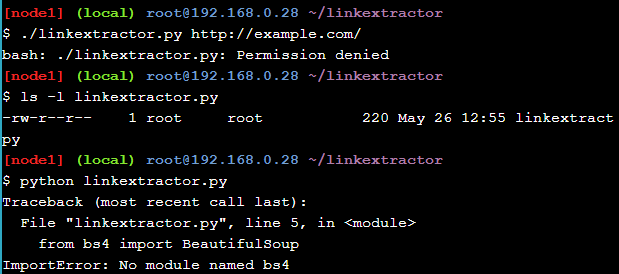 [node1] (local) root@192.168.0.28 ~/linkextractor
$ ./linkextractor.py http://example.com/
bash: ./linkextractor.py: Permission denied
[node1] (local) root@192.168.0.28 ~/linkextractor
$ ls -l linkextractor.py
-rw-r--r-- 1 root root 220 May 26 12:55 linkextract
py
[node1] (local) root@192.168.0.28 ~/linkextractor
$ python linkextractor.py
Traceback (most recent call last):
File "linkextractor.py", line 5, in <module>
from bs4 import BeautifulSoup
ImportError: No module named bs4